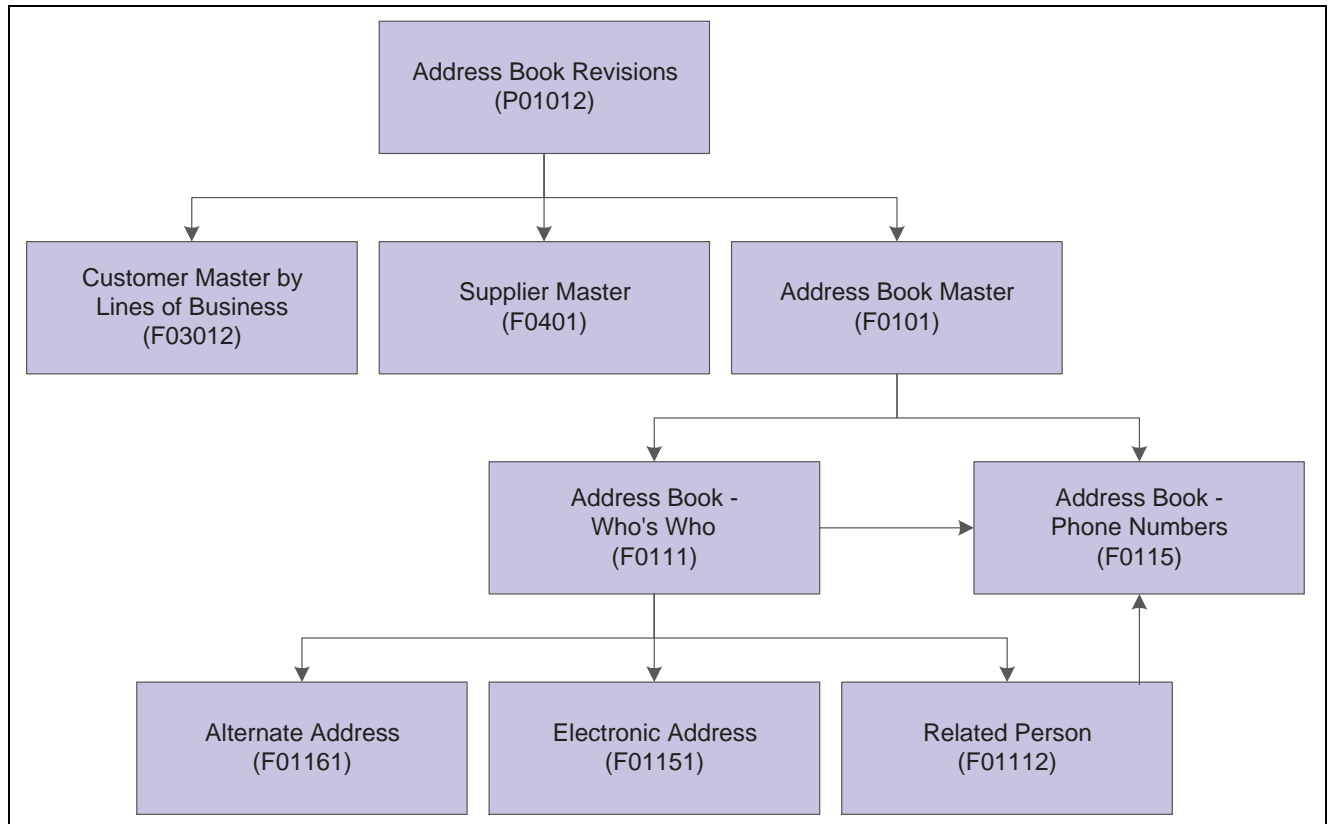 Address Book Revisions
(P01012)
Customer Master by
Lines of Business
(F03012)
Supplier Master
(F0401)
Address Book Master
(F0101)
Address Book -
Who's Who
(F0111)
Address Book -
Phone Numbers
(F0115)
Alternate Address
(F01161)
Electronic Address
(F01151)
Related Person
(F01112)